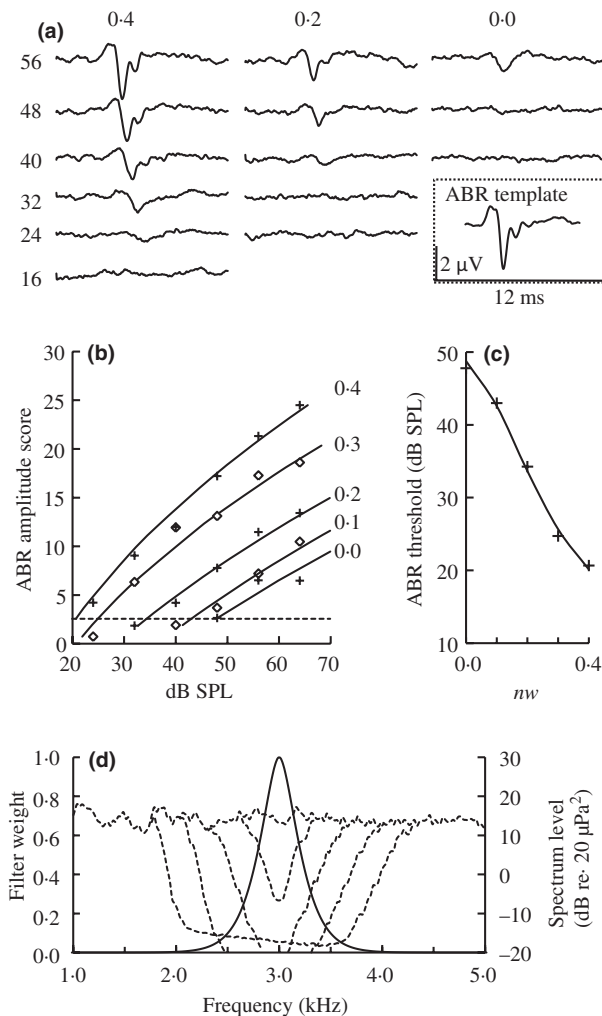 (a)
0·4 0·2 0·0
56
48
40
32
24
16
ABR template
2 μV
12 ms
(b)
30
25
20
15
10
5
0
ABR amplitude score
0·4
0·3
0·2
0·1
0·0
20 30 40 50 60 70
dB SPL
(c)
50
40
30
20
10
ABR threshold (dB SPL)
0·0 0·4
nw
(d)
1·0
0·8
0·6
0·4
0·2
0·0
Filter weight
30
20
10
0
−10
−20
Spectrum level
(dB re· 20 μPa²)
1·0 2·0 3·0 4·0 5·0
Frequency (kHz)